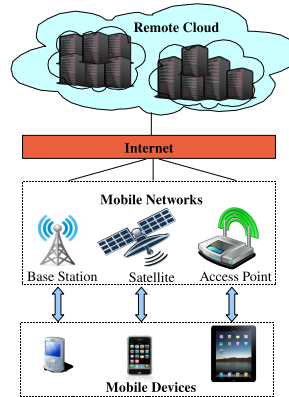 Remote Cloud
Internet
Mobile Networks
Base Station
Satellite
Access Point
Mobile Devices